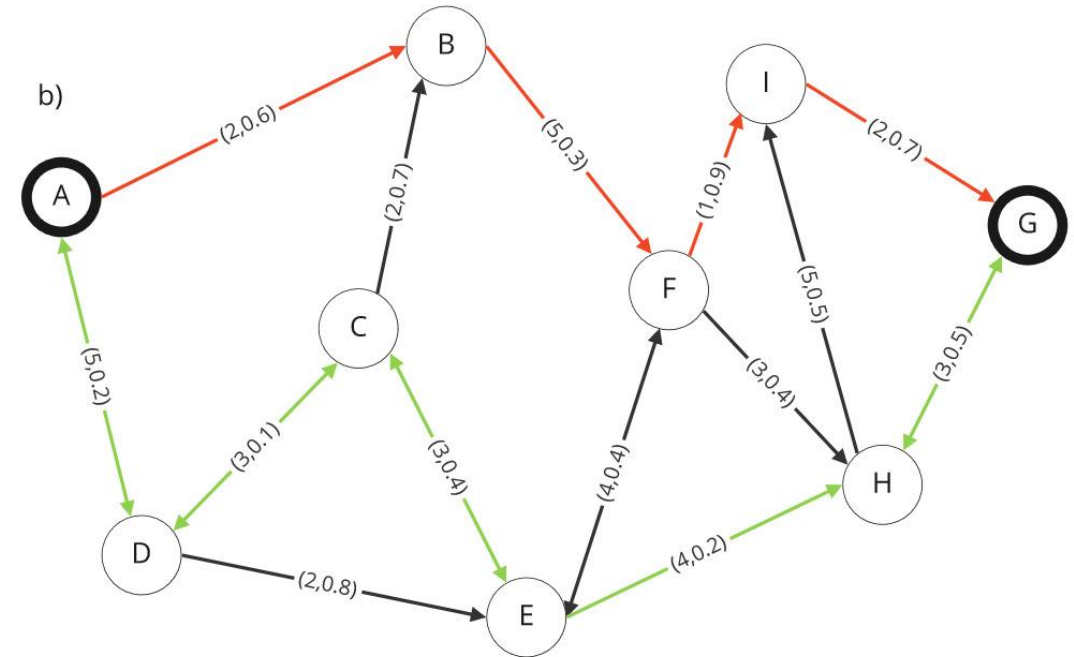 b)
A
B
C
D
E
F
G
H
I
(2,0.6)
(5,0.3)
(1,0.9)
(2,0.7)
(2,0.7)
(5,0.2)
(3,0.1)
(3,0.4)
(2,0.8)
(4,0.4)
(3,0.4)
(5,0.5)
(3,0.5)
(4,0.2)